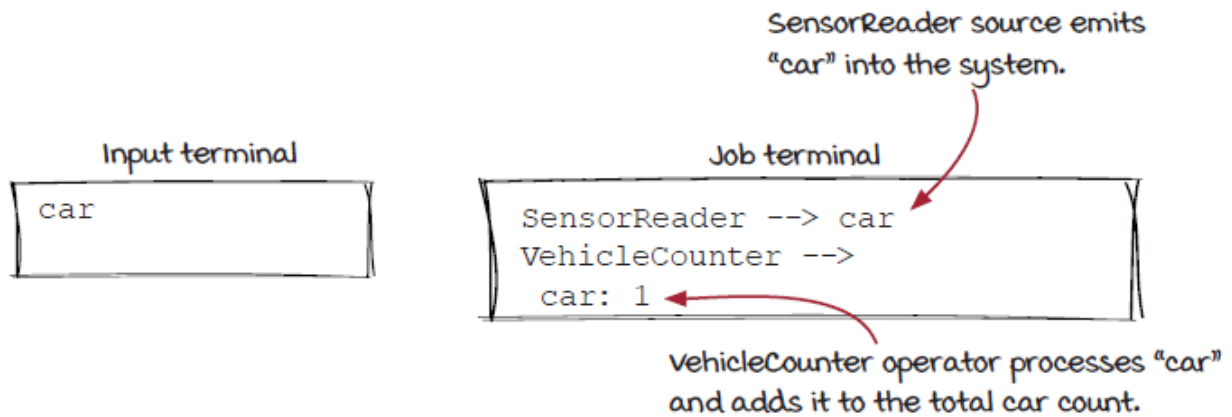 SensorReader source emits
"car" into the system.
Input terminal
car
Job terminal
SensorReader --> car
VehicleCounter -->
car: 1
VehicleCounter operator processes "car"
and adds it to the total car count.